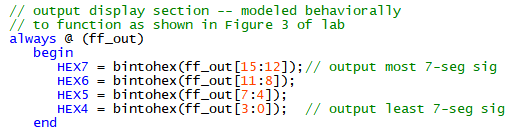 // output display section -- modeled behaviorally
// to function as shown in Figure 3 of lab
always @ (ff_out)
begin
HEX7 = bintohex(ff_out[15:12]);// output most 7-seg sig
HEX6 = bintohex(ff_out[11:8]);
HEX5 = bintohex(ff_out[7:4]);
HEX4 = bintohex(ff_out[3:0]); // output least 7-seg sig
end